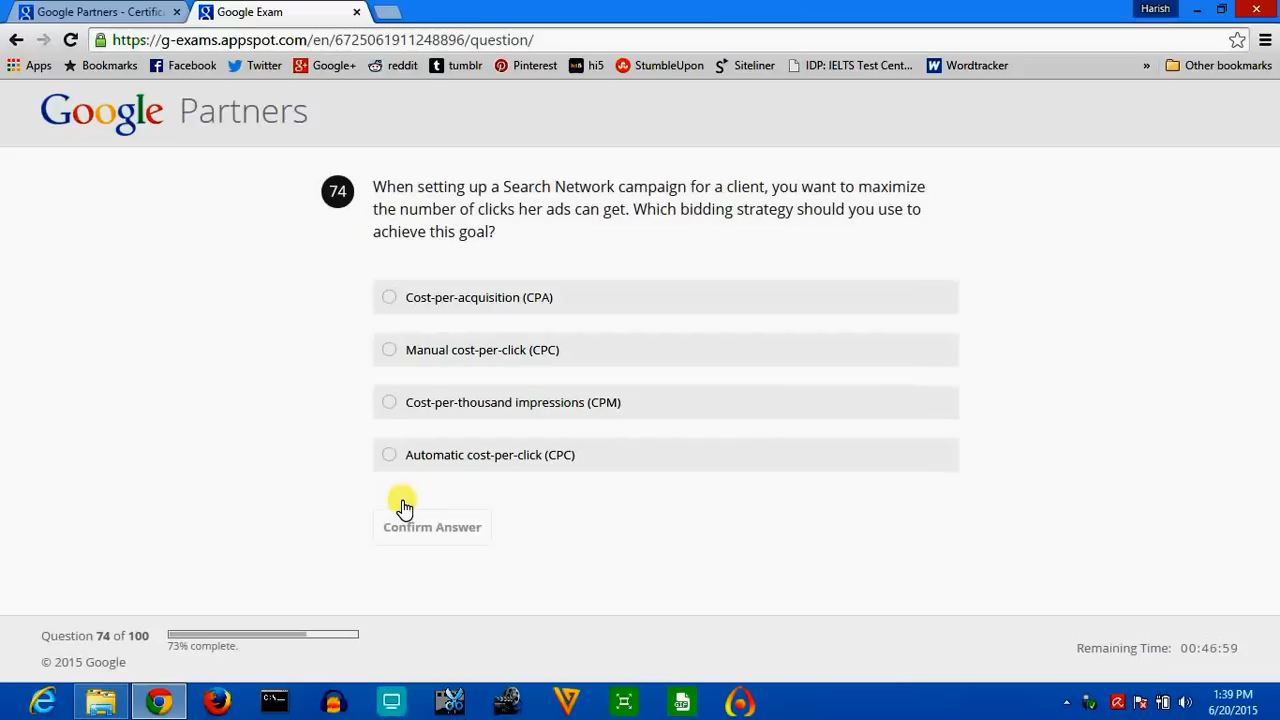 Google Partners - Certific
Google Exam
Harish
https://g-exams.appspot.com/en/6725061911248896/question/
Apps
Bookmarks
Facebook
Twitter
Google+
reddit
tumblr
Pinterest
hi5
StumbleUpon
Siteliner
IDP: IELTS Test Cent...
Wordtracker
»
Other bookmarks
Google Partners
74
When setting up a Search Network campaign for a client, you want to maximize
the number of clicks her ads can get. Which bidding strategy should you use to
achieve this goal?
Cost-per-acquisition (CPA)
Manual cost-per-click (CPC)
Cost-per-thousand impressions (CPM)
Automatic cost-per-click (CPC)
Confirm Answer
Question 74 of 100
73% complete.
Remaining Time: 00:46:59
© 2015 Google
1:39 PM
6/20/2015